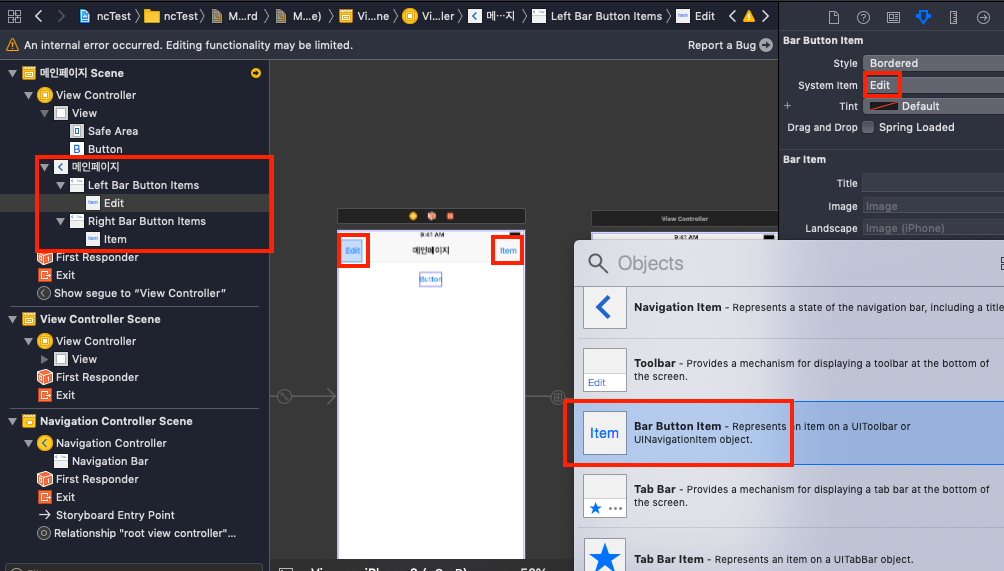 ncTest
ncTest
M...rd
M...e)
Vi...ne
Vi...ler
메...지
Left Bar Button Items
Edit
An internal error occurred. Editing functionality may be limited.
Report a Bug
메인페이지 Scene
View Controller
View
Safe Area
B Button
메인페이지
Left Bar Button Items
Item Edit
Right Bar Button Items
Item Item
First Responder
Exit
Show segue to “View Controller”
View Controller Scene
View Controller
View
First Responder
Exit
Navigation Controller Scene
Navigation Controller
Navigation Bar
First Responder
Exit
Storyboard Entry Point
Relationship "root view controller"...
9:41 AM
Edit
메인페이지
Item
Button
View Controller
9:41 AM
Bar Button Item
Style Bordered
System Item Edit
+ Tint Default
Drag and Drop Spring Loaded
Bar Item
Title
Image Image
Landscape Image (iPhone)
Objects
Navigation Item - Represents a state of the navigation bar, including a title
Edit
Toolbar - Provides a mechanism for displaying a toolbar at the bottom of
the screen.
Item
Bar Button Item - Represents an item on a UIToolbar or
UINavigationItem object.
Tab Bar - Provides a mechanism for displaying a tab bar at the bottom of
the screen.
Tab Bar Item - Represents an item on a UITabBar object.